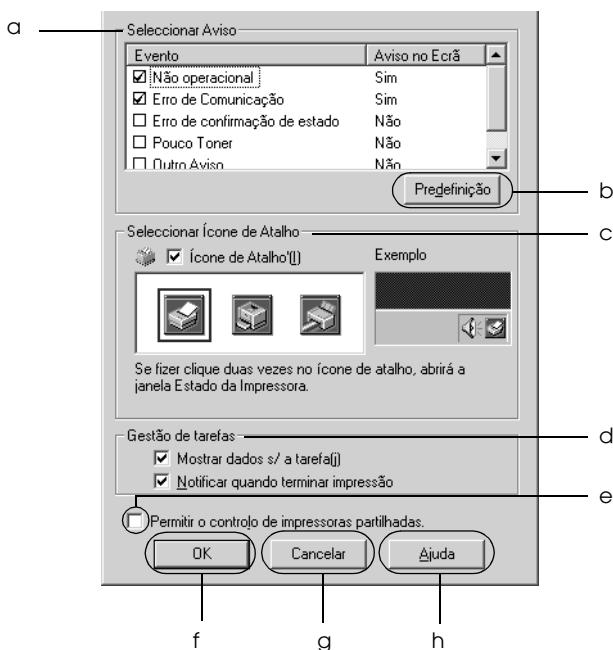 a
Seleccionar Aviso
Evento Aviso no Ecrã
Não operacional Sim
Erro de Comunicação Sim
Erro de confirmação de estado Não
Pouco Toner Não
Outro Aviso Não
Predefinição
b
Seleccionar Ícone de Atalho
c
Ícone de Atalho'(I) Exemplo
Se fizer clique duas vezes no ícone de atalho, abrirá a
janela Estado da Impressora.
Gestão de tarefas
d
Mostrar dados s/ a tarefa(j)
Notificar quando terminar impressão
e
Permitir o controlo de impressoras partilhadas.
OK Cancelar Ajuda
f g h